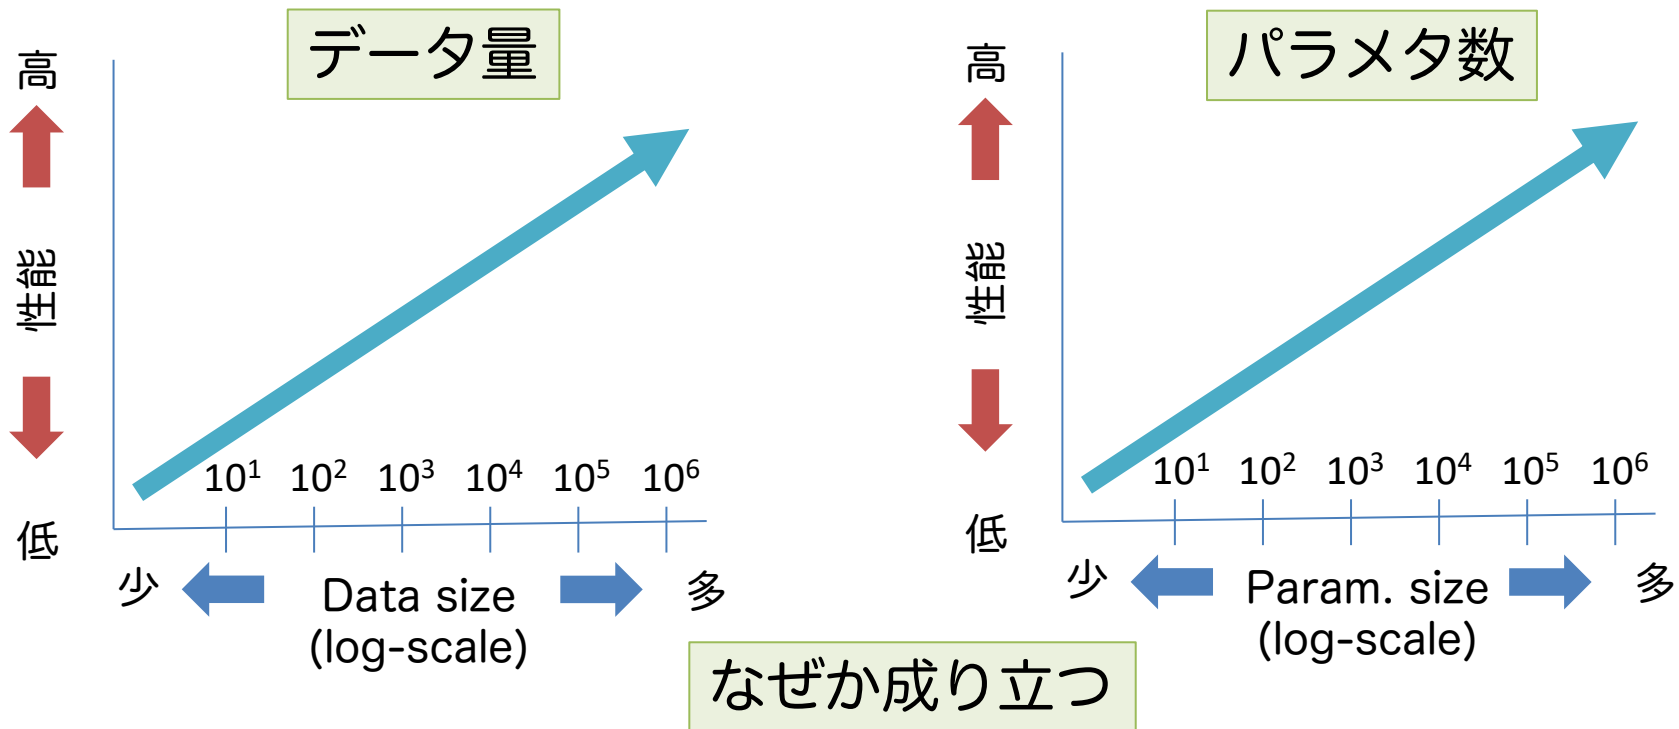 データ量
高
性能
低
10¹ 10² 10³ 10⁴ 10⁵ 10⁶
少
Data size
(log-scale)
多
パラメタ数
高
性能
低
10¹ 10² 10³ 10⁴ 10⁵ 10⁶
少
Param. size
(log-scale)
多
なぜか成り立つ